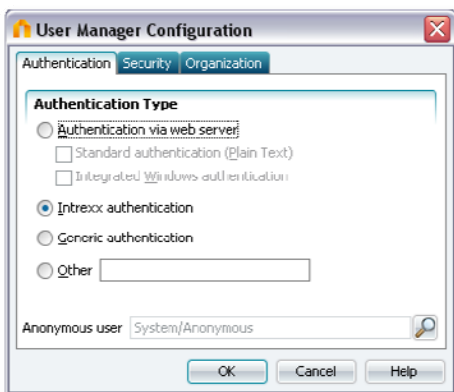 User Manager Configuration
Authentication Security Organization
Authentication Type
Authentication via web server
Standard authentication (Plain Text)
Integrated Windows authentication
Intrexx authentication
Generic authentication
Other
Anonymous user System/Anonymous
OK Cancel Help